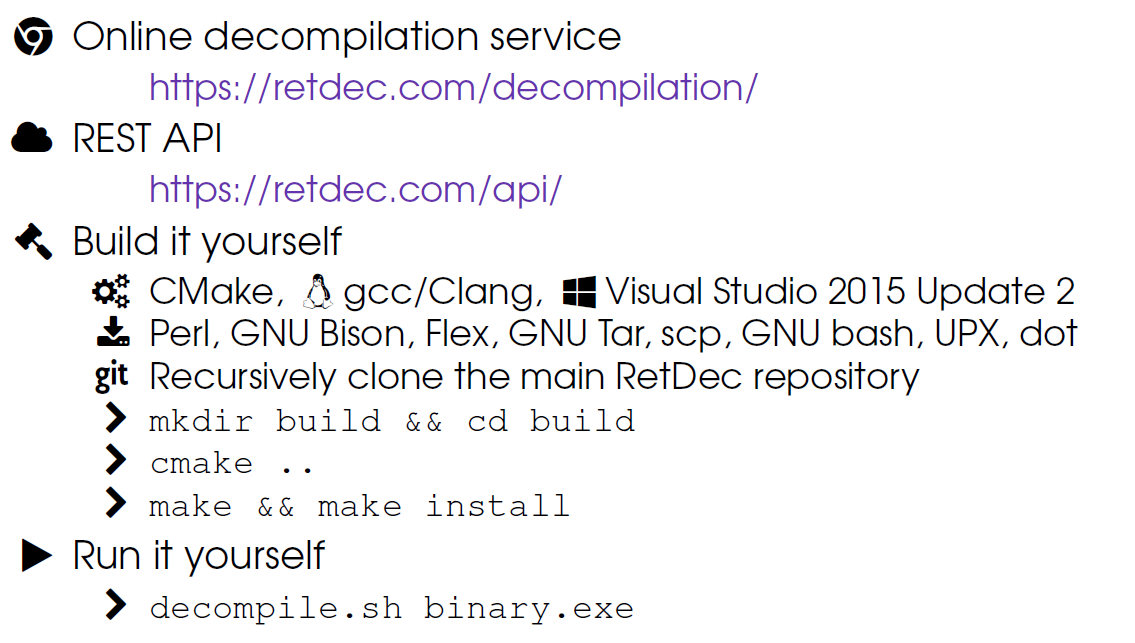 Online decompilation service
https://retdec.com/decompilation/
REST API
https://retdec.com/api/
Build it yourself
CMake, gcc/Clang, Visual Studio 2015 Update 2
Perl, GNU Bison, Flex, GNU Tar, scp, GNU bash, UPX, dot
git Recursively clone the main RetDec repository
mkdir build && cd build
cmake ..
make && make install
Run it yourself
decompile.sh binary.exe